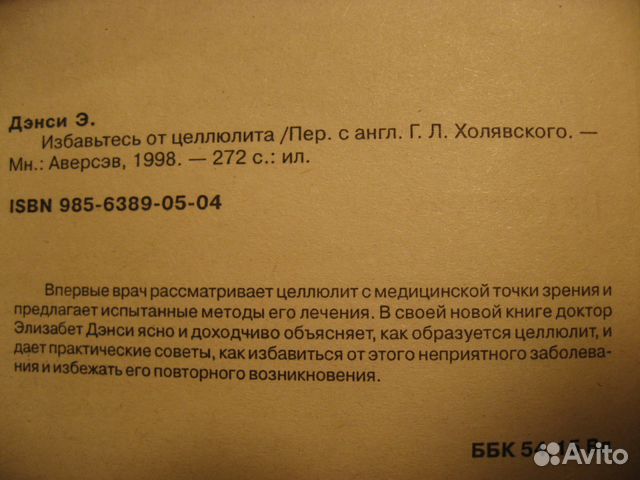 Дэнси Э.
Избавьтесь от целлюлита /Пер. с англ. Г. Л. Холявского. —
Мн.: Аверсэв, 1998. — 272 с.: ил.
ISBN 985-6389-05-04
Впервые врач рассматривает целлюлит с медицинской точки зрения и
предлагает испытанные методы его лечения. В своей новой книге доктор
Элизабет Дэнси ясно и доходчиво объясняет, как образуется целлюлит, и
дает практические советы, как избавиться от этого неприятного заболева-
ния и избежать его повторного возникновения.
ББК
Avito